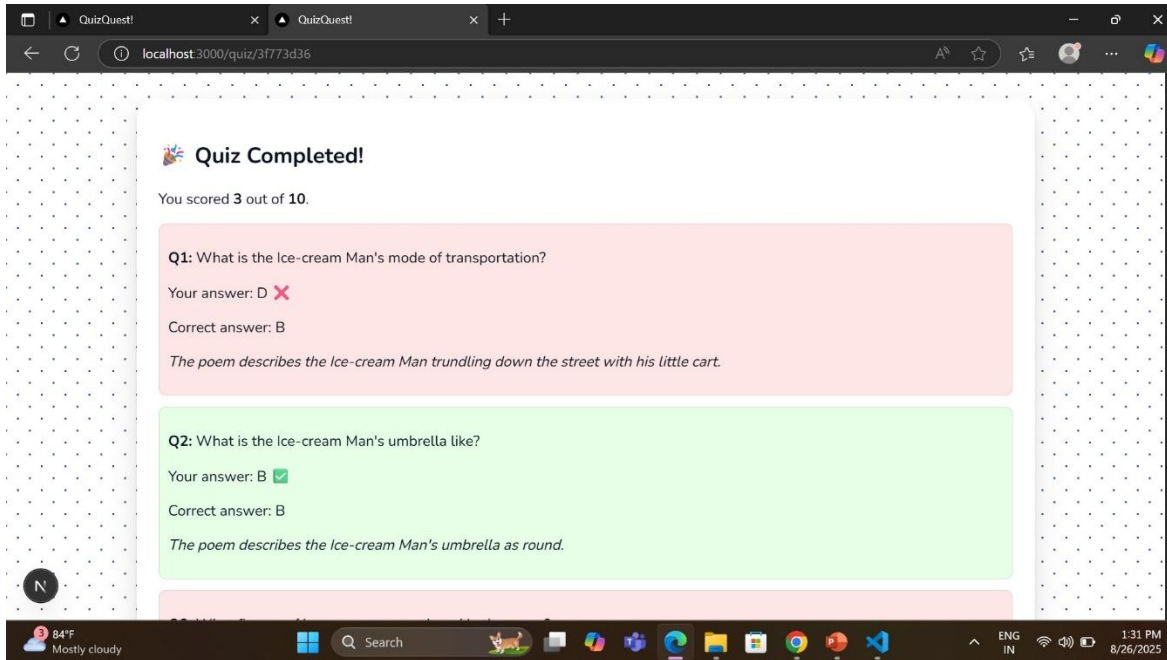 QuizQuest!
QuizQuest!
localhost:3000/quiz/3f773d36
🎉 Quiz Completed!
You scored 3 out of 10.
Q1: What is the Ice-cream Man's mode of transportation?
Your answer: D ❌
Correct answer: B
The poem describes the Ice-cream Man trundling down the street with his little cart.
Q2: What is the Ice-cream Man's umbrella like?
Your answer: B ✅
Correct answer: B
The poem describes the Ice-cream Man's umbrella as round.
N
3
84°F
Mostly cloudy
Search
ENG
IN
1:31 PM
8/26/2025